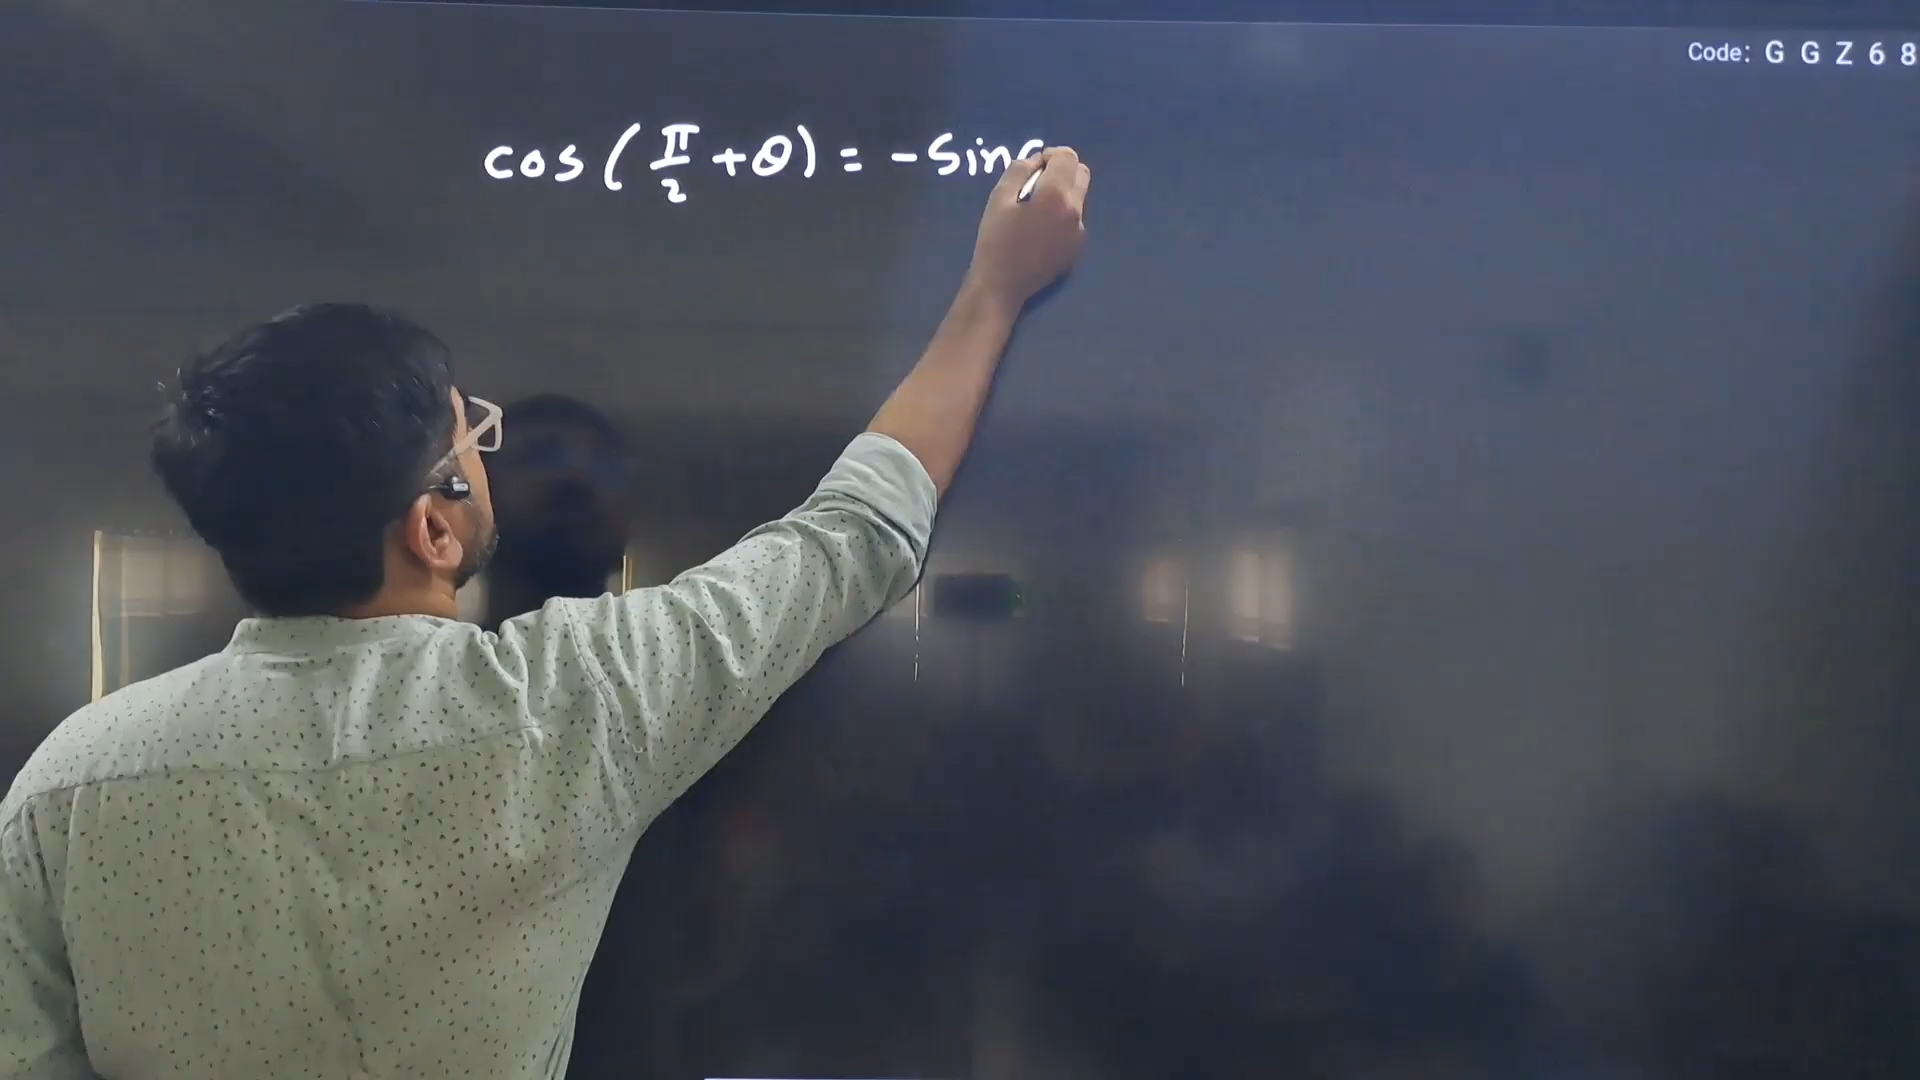 Code: G G Z 6 8
cos(π/2 + θ) = -Sin